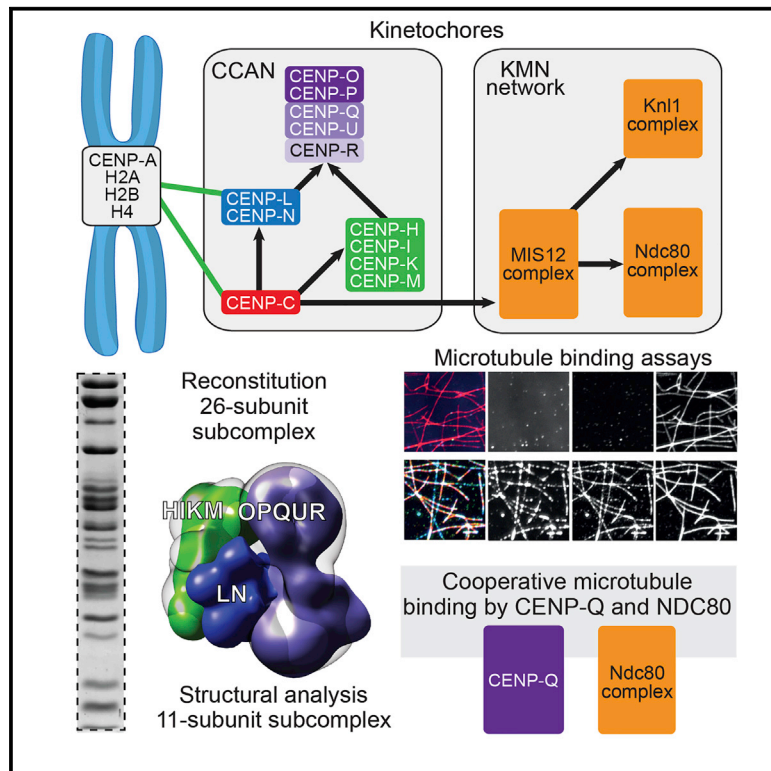 Kinetochores
CCAN
KMN
network
CENP-O
CENP-P
CENP-Q
CENP-U
CENP-R
Knl1
complex
CENP-A
H2A
H2B
H4
CENP-L
CENP-N
CENP-H
CENP-I
CENP-K
CENP-M
MIS12
complex
Ndc80
complex
CENP-C
Reconstitution
26-subunit
subcomplex
HIKM OPQUR
LN
Structural analysis
11-subunit subcomplex
Microtubule binding assays
Cooperative microtubule
binding by CENP-Q and NDC80
CENP-Q
Ndc80
complex